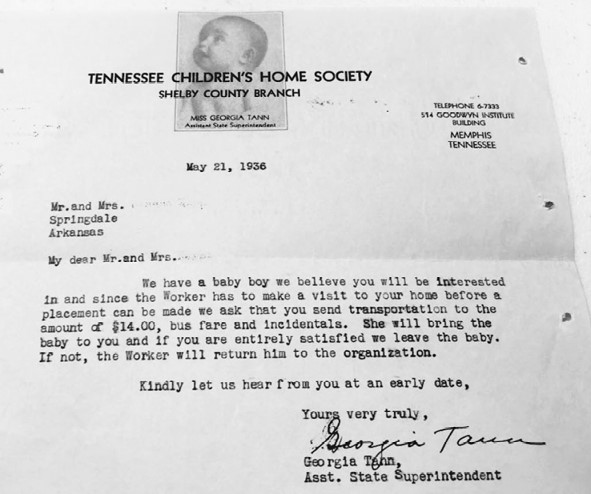 TENNESSEE CHILDREN'S HOME SOCIETY
SHELBY COUNTY BRANCH
MISS GEORGIA TANN
Assistant State Superintendent
TELEPHONE 6-7333
514 GOODWYN INSTITUTE
BUILDING
MEMPHIS
TENNESSEE
May 21, 1936
Mr.and Mrs.
Springdale
Arkansas
My dear Mr.and Mrs.
We have a baby boy we believe you will be interested
in and since the Worker has to make a visit to your home before a
placement can be made we ask that you send transportation to the
amount of $14.00, bus fare and incidentals. She will bring the
baby to you and if you are entirely satisfied we leave the baby.
If not, the Worker will return him to the organization.
Kindly let us hear from you at an early date,
Yours very truly,
Georgia Tann
Georgia Tann,
Asst. State Superintendent